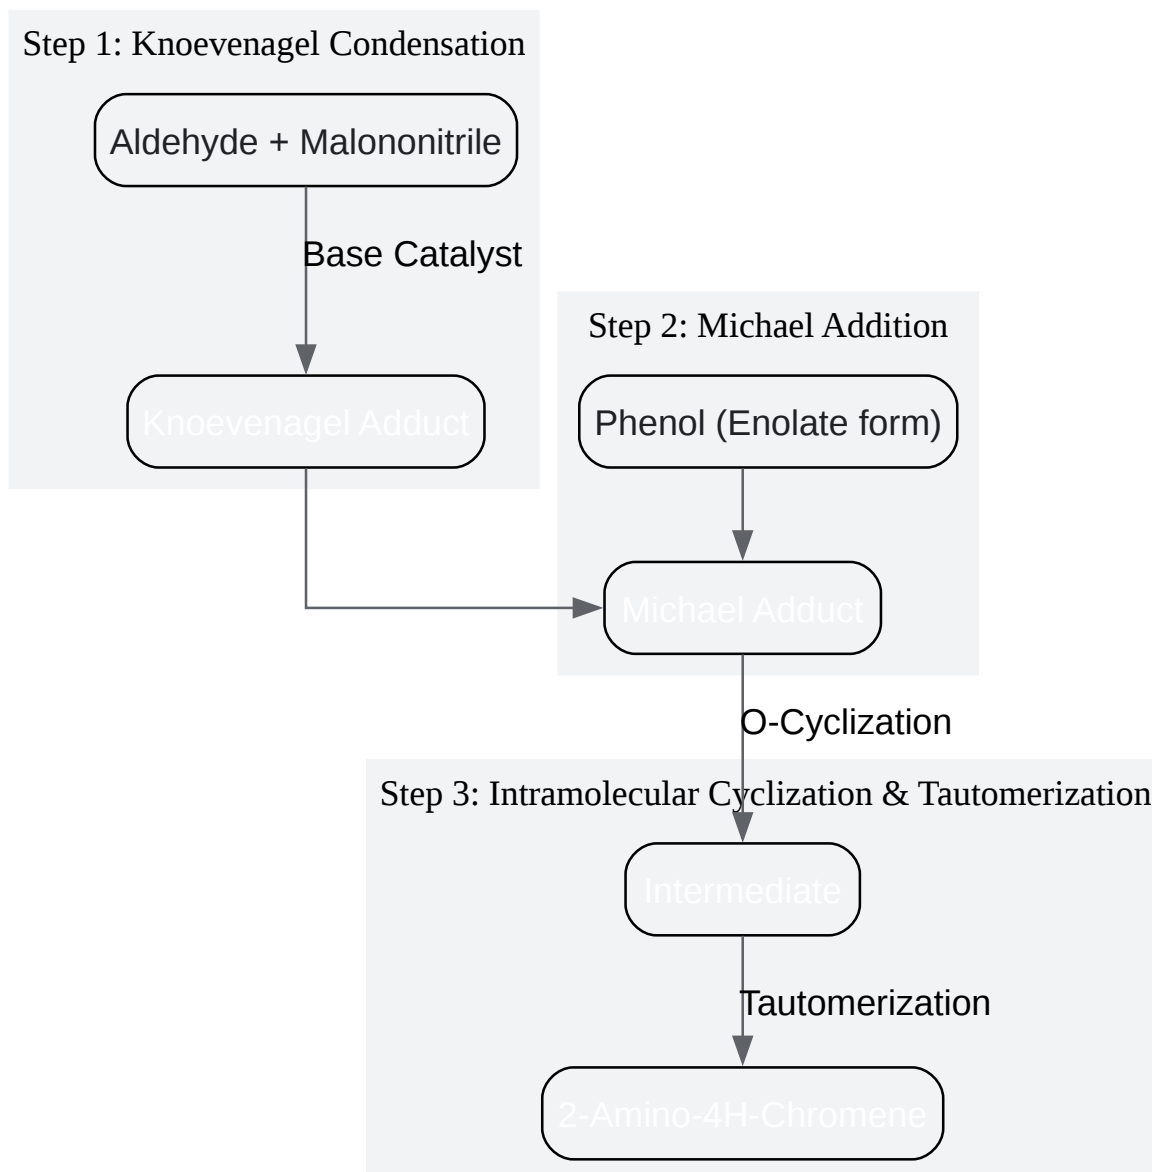 Step 1: Knoevenagel Condensation
Aldehyde + Malononitrile
Base Catalyst
Knoevenagel Adduct
Step 2: Michael Addition
Phenol (Enolate form)
Michael Adduct
O-Cyclization
Step 3: Intramolecular Cyclization & Tautomerization
Intermediate
Tautomerization
2-Amino-4H-Chromene